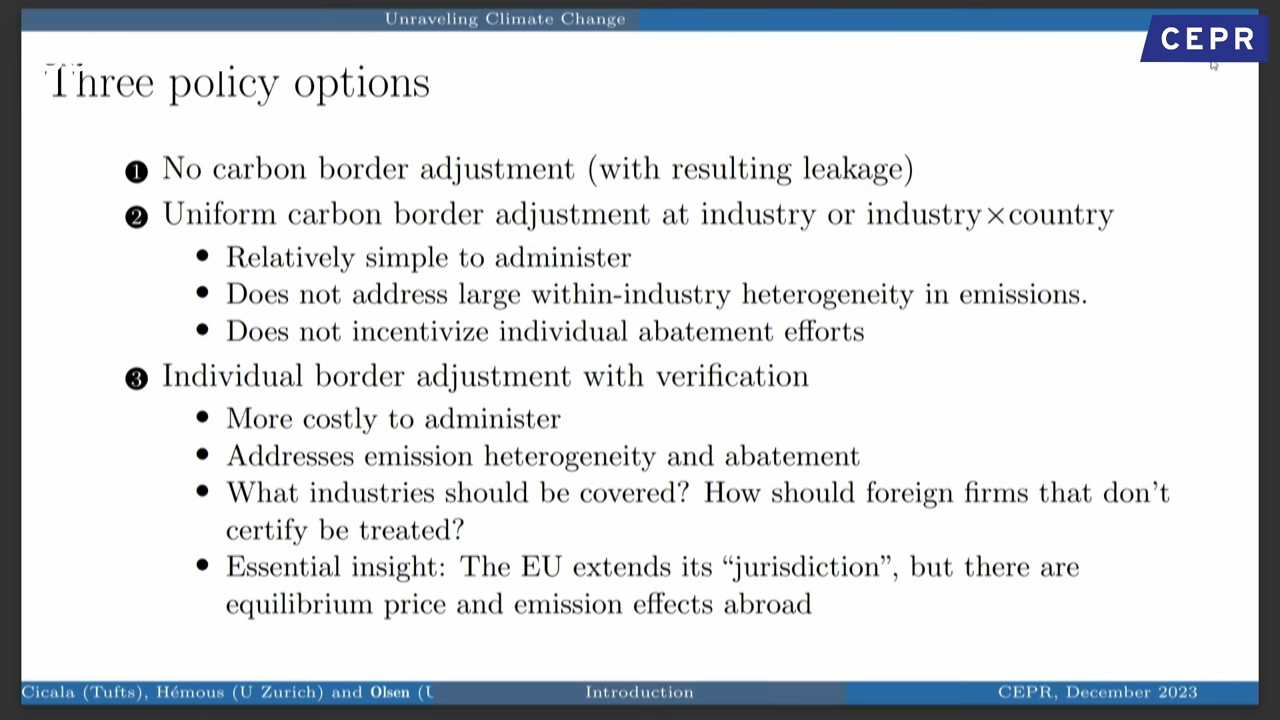 Unraveling Climate Change
CEPR
Three policy options
1 No carbon border adjustment (with resulting leakage)
2 Uniform carbon border adjustment at industry or industry×country
• Relatively simple to administer
• Does not address large within-industry heterogeneity in emissions.
• Does not incentivize individual abatement efforts
3 Individual border adjustment with verification
• More costly to administer
• Addresses emission heterogeneity and abatement
• What industries should be covered? How should foreign firms that don't
certify be treated?
• Essential insight: The EU extends its “jurisdiction”, but there are
equilibrium price and emission effects abroad
Cicala (Tufts), Hémous (U Zurich) and Olsen (U
Introduction
CEPR, December 2023